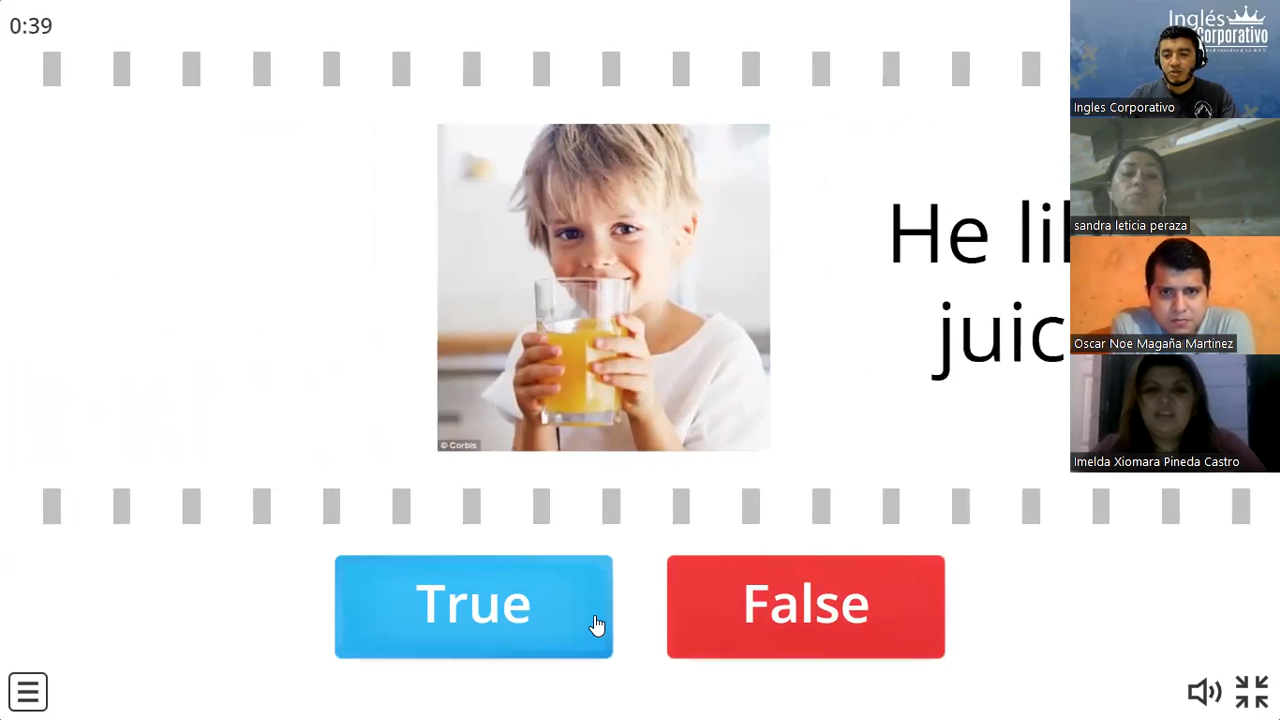 0:39
Inglés
Corporativo
Ingles Corporativo
He li
juic
sandra leticia peraza
Oscar Noe Magaña Martinez
© Corbis
Imelda Xiomara Pineda Castro
True
False